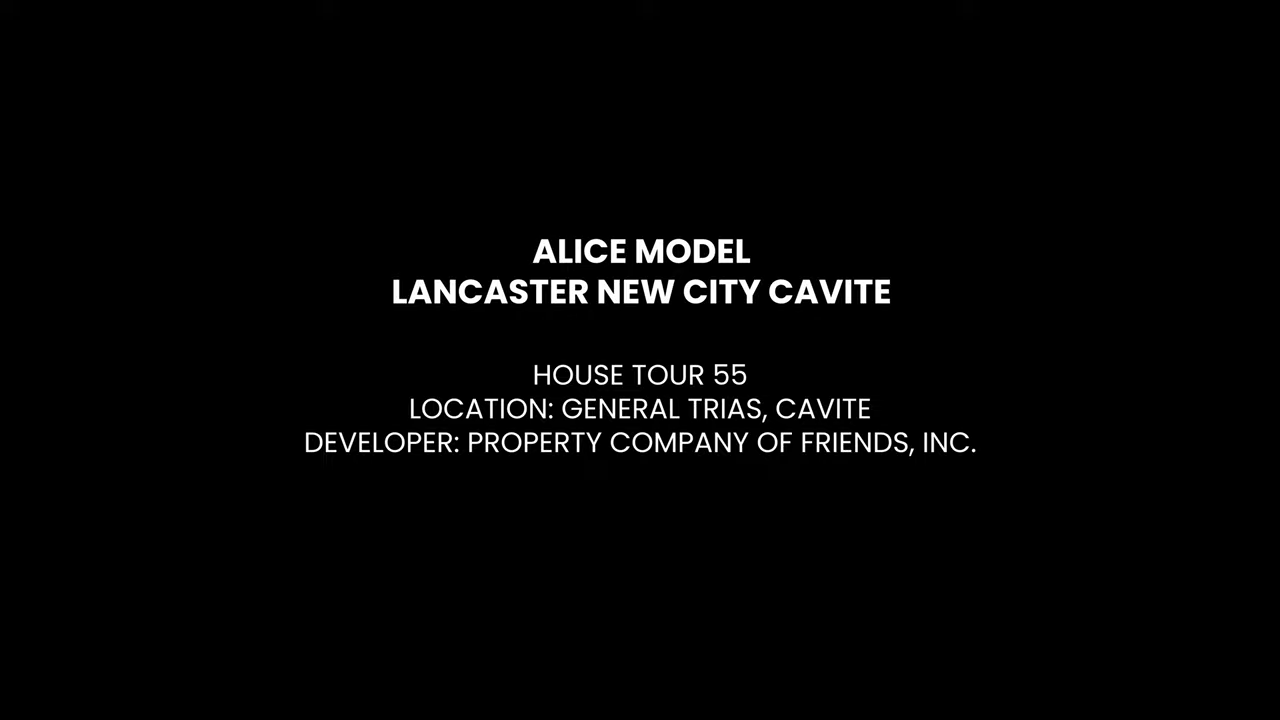 ALICE MODEL
LANCASTER NEW CITY CAVITE
HOUSE TOUR 55
LOCATION: GENERAL TRIAS, CAVITE
DEVELOPER: PROPERTY COMPANY OF FRIENDS, INC.